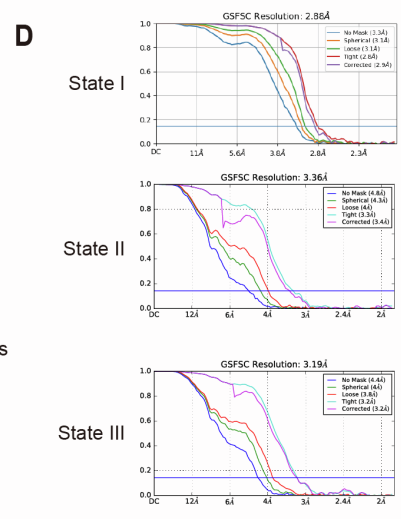 D
GSFSC Resolution: 2.88Å
State I
1.0
0.8
0.6
0.4
0.2
0.0
No Mask (3.3Å)
Spherical (3.1Å)
Loose (3.1Å)
Tight (2.8Å)
Corrected (2.9Å)
DC 11Å 5.6Å 3.8Å 2.8Å 2.3Å
GSFSC Resolution: 3.36Å
State II
1.0
0.8
0.6
0.4
0.2
0.0
No Mask (4.8Å)
Spherical (4.3Å)
Loose (4Å)
Tight (3.3Å)
Corrected (3.4Å)
DC 12Å 6Å 4Å 3Å 2.4Å 2Å
s
GSFSC Resolution: 3.19Å
State III
1.0
0.8
0.6
0.4
0.2
0.0
No Mask (4.4Å)
Spherical (4Å)
Loose (3.8Å)
Tight (3.2Å)
Corrected (3.2Å)
DC 12Å 6Å 4Å 3Å 2.4Å 2Å